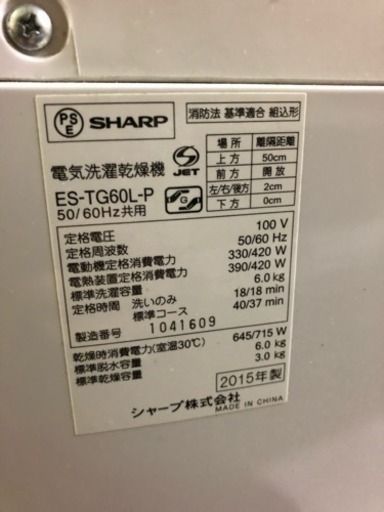 PSE SHARP
電気洗濯乾燥機
S-JET
ES-TG60L-P
50/60Hz共用
消防法 基準適合 組込形
場所 離隔距離
上方 50cm
前方 開放
左/右/後方 2cm
下方 0cm
定格電圧 100 V
定格周波数 50/60 Hz
電動機定格消費電力 330/420 W
電熱装置定格消費電力 390/420 W
標準洗濯容量 6.0kg
定格時間 洗いのみ 18/18 min
標準コース 40/37 min
製造番号 1041609
乾燥時消費電力(室温30℃) 645/715 W
標準脱水容量 6.0 kg
標準乾燥容量 3.0 kg
2015年製
シャープ株式会社
MADE IN CHINA